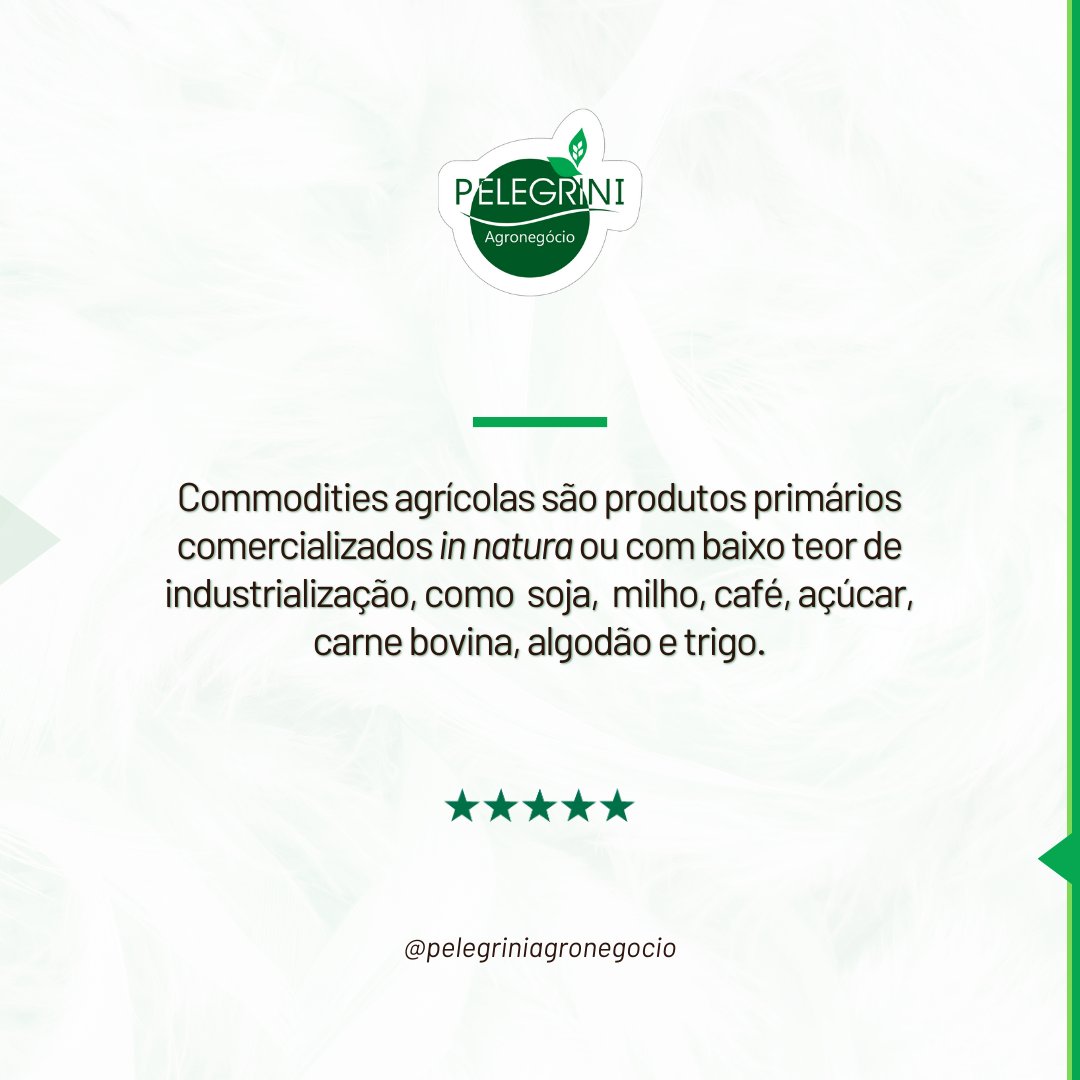 PELEGRINI
Agronegócio
Commodities agrícolas são produtos primários
comercializados in natura ou com baixo teor de
industrialização, como soja, milho, café, açúcar,
carne bovina, algodão e trigo.
@pelegriniagronegocio